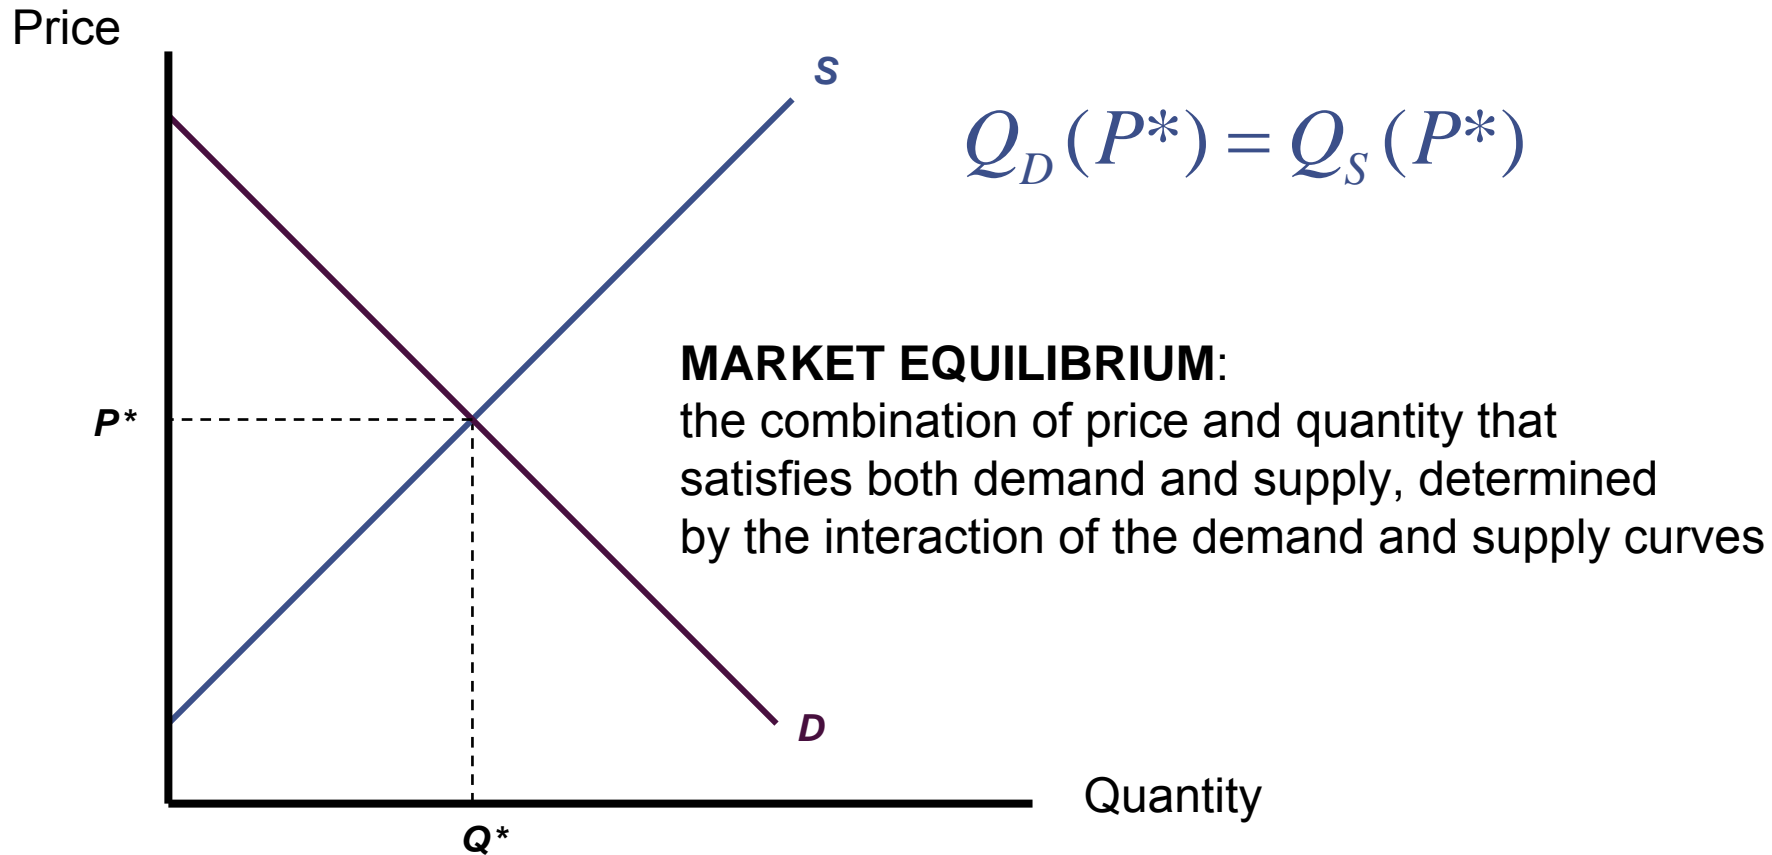 Price
S
Q_D(P*) = Q_S(P*)
MARKET EQUILIBRIUM:
the combination of price and quantity that
P*
satisfies both demand and supply, determined
by the interaction of the demand and supply curves
D
Quantity
Q*